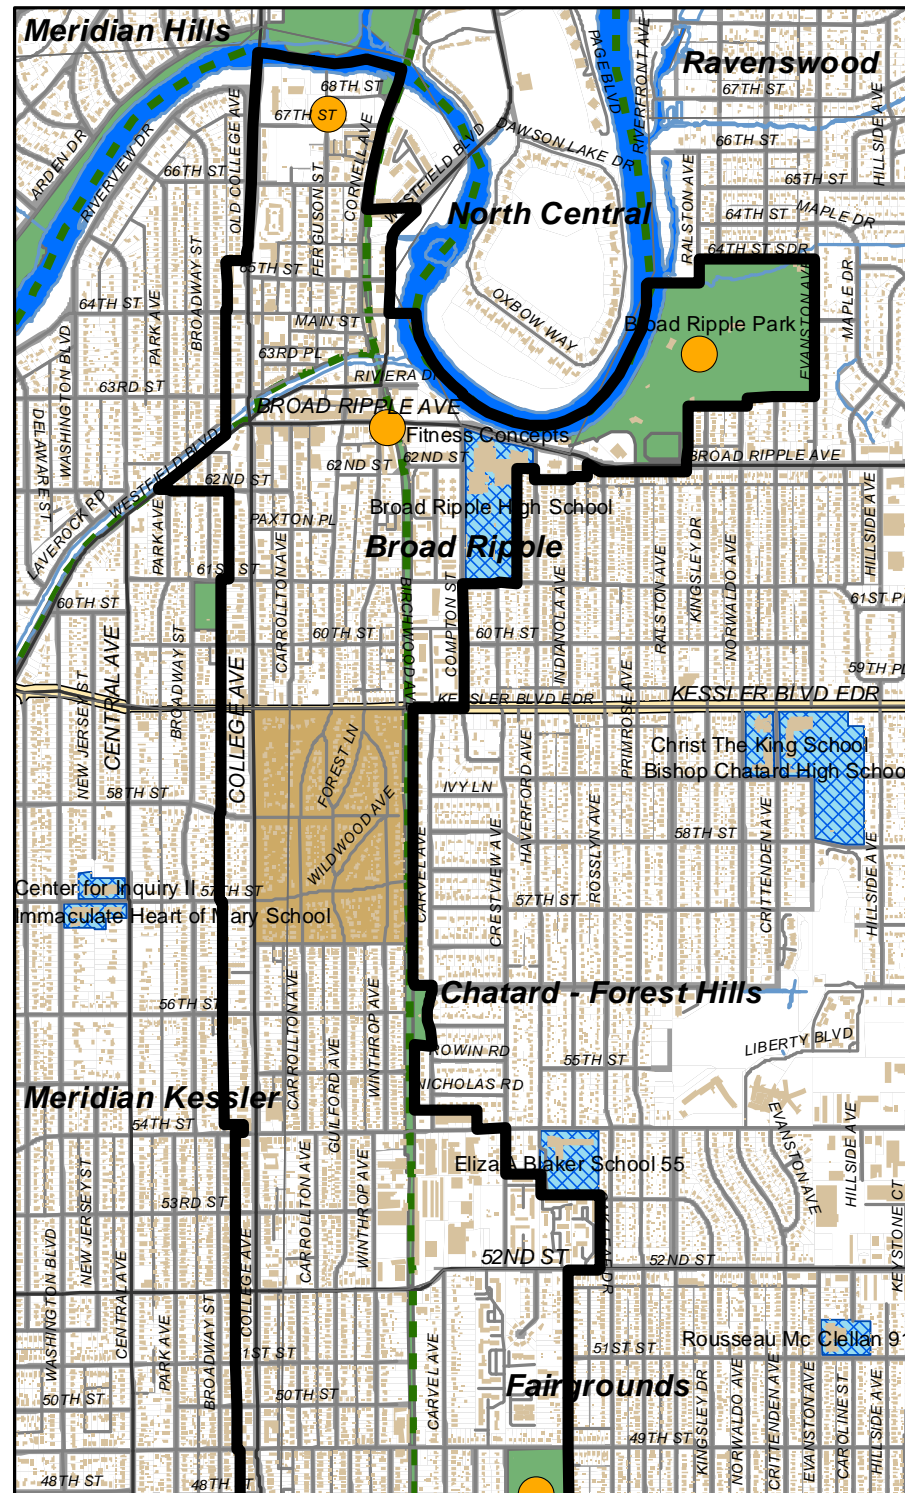 Meridian Hills
Ravenswood
PAGE BLVD
RIVERFRONT AVE
68TH ST
67TH ST
67TH ST
HILLSIDE AVE
OLD COLLEGE AVE
CORNELL AVE
WESTFIELD BLVD
DAWSON LAKE DR
66TH ST
ARDEN DR
RIVERVIEW DR
66TH ST
FERGUSON ST
RALSTON AVE
65TH ST
North Central
64TH ST
MAPLE DR
BROADWAY ST
64TH ST SDR
65TH ST
EVANSTON AVE
MAPLE DR
64TH ST
PARK AVE
OXBOW WAY
MAIN ST
Broad Ripple Park
WASHINGTON BLVD
63RD PL
63RD ST
RIVIERA DR
DELAWARE ST
BROAD RIPPLE AVE
Fitness Concepts
WESTFIELD BLVD
62ND ST
62ND ST
BROAD RIPPLE AVE
62ND ST
LAVEROCK RD
PARK AVE
Broad Ripple High School
HILLSIDE AVE
PAXTON PL
Broad Ripple
CARROLLTON AVE
61ST ST
BIRCHWOOD AVE
COMPTON ST
INDIANOLA AVE
RALSTON AVE
KINGSLEY DR
NORWALDO AVE
61ST PL
60TH ST
60TH ST
60TH ST
CENTRAL AVE
BROADWAY ST
59TH PL
NEW JERSEY ST
COLLEGE AVE
KESSLER BLVD EDR
KESSLER BLVD EDR
PRIMROSE AVE
FOREST LN
HAVERFORD AVE
Christ The King School
Bishop Chatard High Schoo
58TH ST
IVY LN
WILDWOOD AVE
CARVEL AVE
CRESTVIEW AVE
ROSSLYN AVE
58TH ST
CRITTENDEN AVE
HILLSIDE AVE
Center for Inquiry II
57TH ST
57TH ST
Immaculate Heart of Mary School
Chatard - Forest Hills
56TH ST
CARROLLTON AVE
GUILFORD AVE
WINTHROP AVE
OWIN RD
55TH ST
LIBERTY BLVD
NICHOLAS RD
Meridian Kessler
54TH ST
EVANSTON AVE
HILLSIDE AVE
Eliza A Blaker School 55
NEW JERSEY ST
53RD ST
CARROLLTON AVE
WINTHROP AVE
KEYSTONE CT
WASHINGTON BLVD
COLLEGE AVE
52ND ST
52ND ST
CENTRAL AVE
PARK AVE
BROADWAY ST
1ST ST
CARVEL AVE
51ST ST
Rousseau Mc Clellan 91
Fairgrounds
50TH ST
50TH ST
KINGSLEY DR
NORWALDO AVE
CRITTENDEN AVE
EVANSTON AVE
CAROLINE ST
HILLSIDE AVE
49TH ST
48TH ST
48TH ST